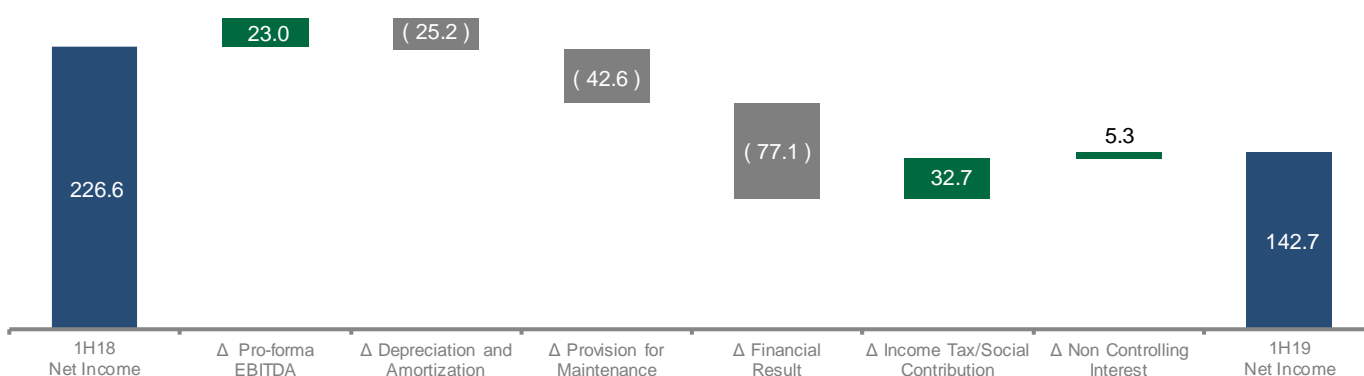 23.0
( 25.2 )
( 42.6 )
( 77.1 )
5.3
32.7
226.6
142.7
1H18
Net Income
Δ Pro-forma
EBITDA
Δ Depreciation and
Amortization
Δ Provision for
Maintenance
Δ Financial
Result
Δ Income Tax/Social
Contribution
Δ Non Controlling
Interest
1H19
Net Income